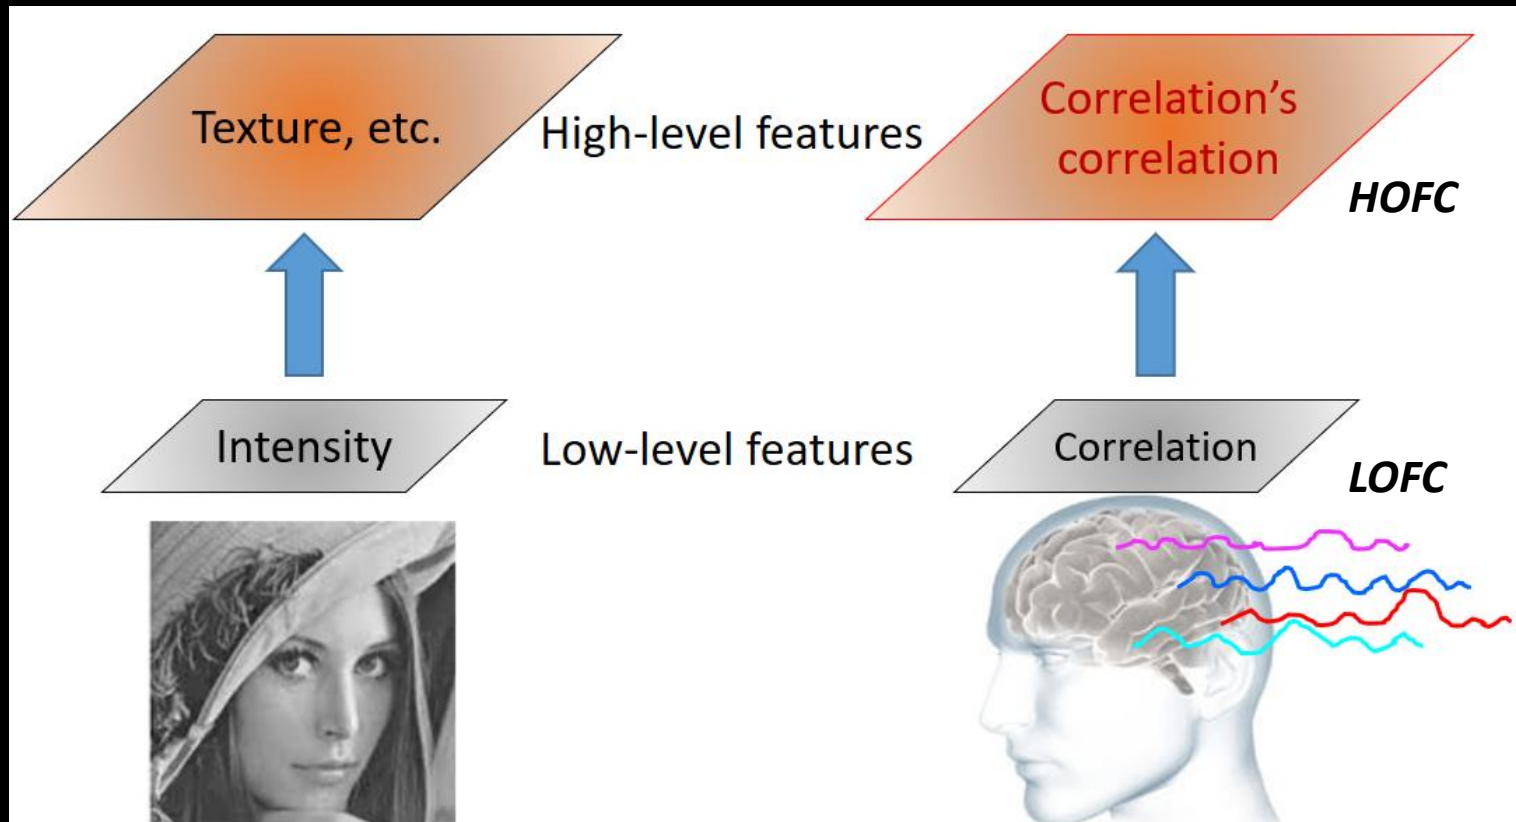 Texture, etc.
High-level features
Correlation's
correlation
HOFC
Intensity
Low-level features
Correlation
LOFC